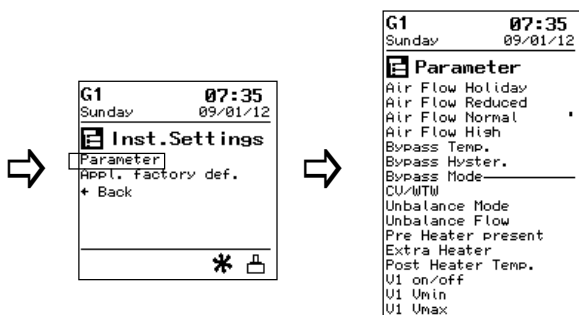 G1 07:35
Sunday 09/01/12
Inst.Settings
Parameter
Appl. factory def.
← Back
G1 07:35
Sunday 09/01/12
Parameter
Air Flow Holiday
Air Flow Reduced
Air Flow Normal
Air Flow High
Bypass Temp.
Bypass Hyster.
Bypass Mode
CV/WTW
Unbalance Mode
Unbalance Flow
Pre Heater present
Extra Heater
Post Heater Temp.
V1 on/off
V1 Vmin
V1 Vmax